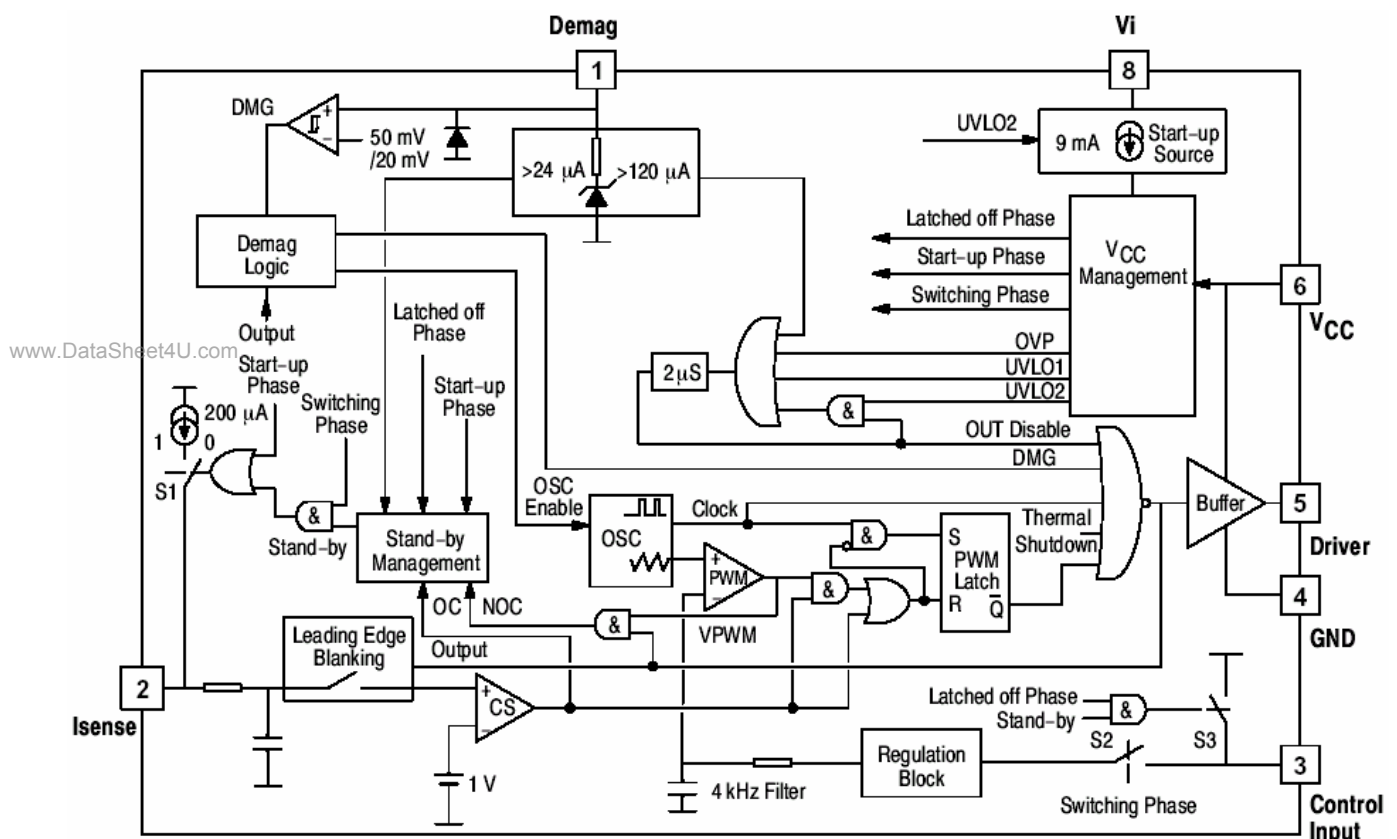 Demag
Vi
1
8
DMG
+
−
50 mV
/20 mV
>24 μA
>120 μA
UVLO2
9 mA
Start−up
Source
Demag
Logic
Latched off Phase
Start−up Phase
Switching Phase
VCC
Management
6
VCC
Output
Latched off
Phase
www.DataSheet4U.com
Start−up
Phase
OVP
UVLO1
UVLO2
2μS
&
200 μA
1
0
Switching
Phase
Start−up
Phase
OUT Disable
DMG
S1
&
Stand−by
OSC
Enable
Clock
OSC
Stand−by
Management
+
PWM
−
&
&
S
PWM
Latch
R
Q
Thermal
Shutdown
Buffer
5
Driver
4
GND
OC
NOC
&
VPWM
Leading Edge
Blanking
Output
2
Isense
+
CS
−
1 V
Latched off Phase
Stand−by
&
S2
S3
4 kHz Filter
Regulation
Block
Switching Phase
3
Control
Input